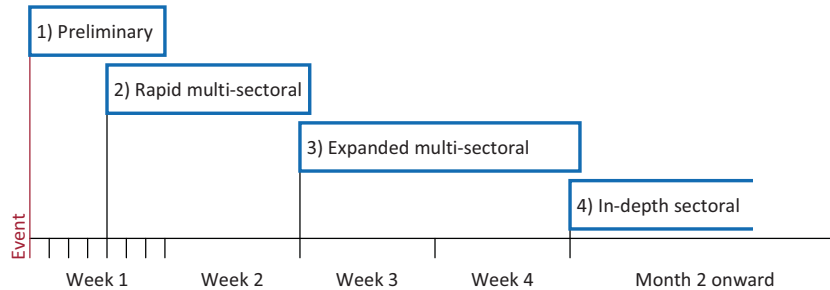 1) Preliminary
2) Rapid multi-sectoral
3) Expanded multi-sectoral
4) In-depth sectoral
Event
Week 1
Week 2
Week 3
Week 4
Month 2 onward